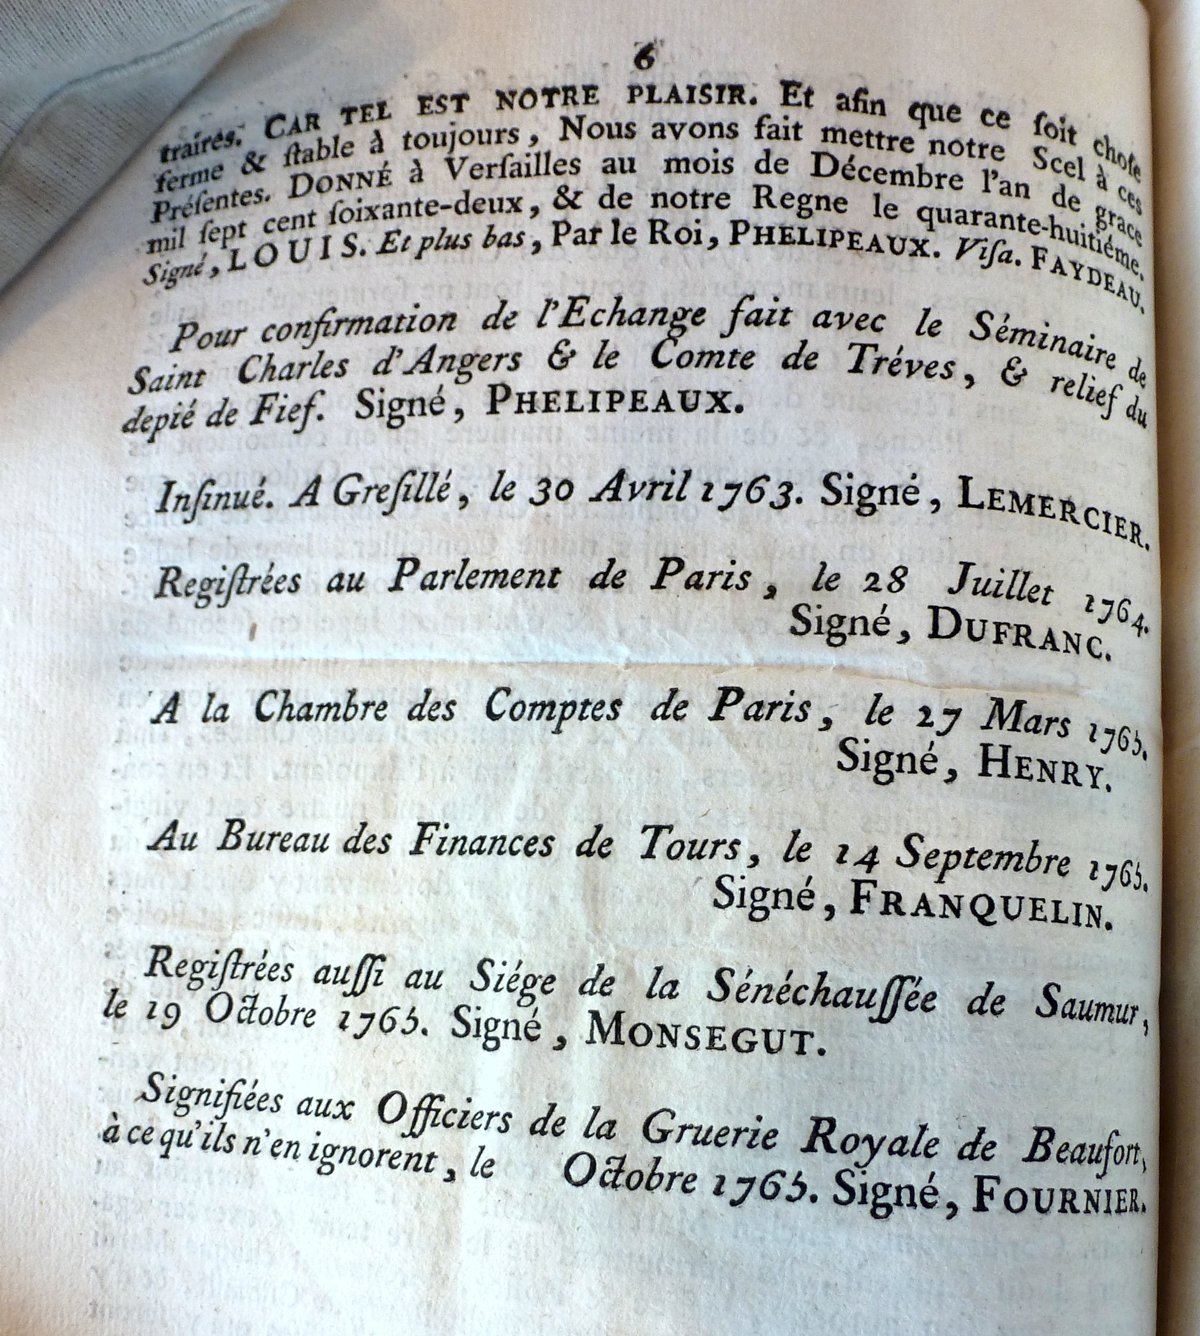 6
traires. CAR TEL EST NOTRE PLAISIR. Et afin que ce ſoit choſe
ferme & ſtable à toujours, Nous avons fait mettre notre Scel à ces
Préſentes. DONNÉ à Verſailles au mois de Décembre l'an de grace
mil ſept cent ſoixante-deux, & de notre Regne le quarante-huitiéme.
Signé, LOUIS. Et plus bas, Par le Roi, PHELIPEAUX. Viſa. FAYDEAU.
Pour confirmation de l'Echange fait avec le Séminaire de
Saint Charles d'Angers & le Comte de Tréves, & relief du
depié de Fief. Signé, PHELIPEAUX.
Inſinué. A Greſillé, le 30 Avril 1763. Signé, LEMERCIER.
Regiſtrées au Parlement de Paris, le 28 Juillet 1764.
Signé, DUFRANC.
A la Chambre des Comptes de Paris, le 27 Mars 1765.
Signé, HENRY.
Au Bureau des Finances de Tours, le 14 Septembre 1765.
Signé, FRANQUELIN.
Regiſtrées auſſi au Siége de la Sénéchauſſée de Saumur,
le 19 Octobre 1765. Signé, MONSEGUT.
Signifiées aux Officiers de la Gruerie Royale de Beaufort,
à ce qu'ils n'en ignorent, le Octobre 1765. Signé, FOURNIER.